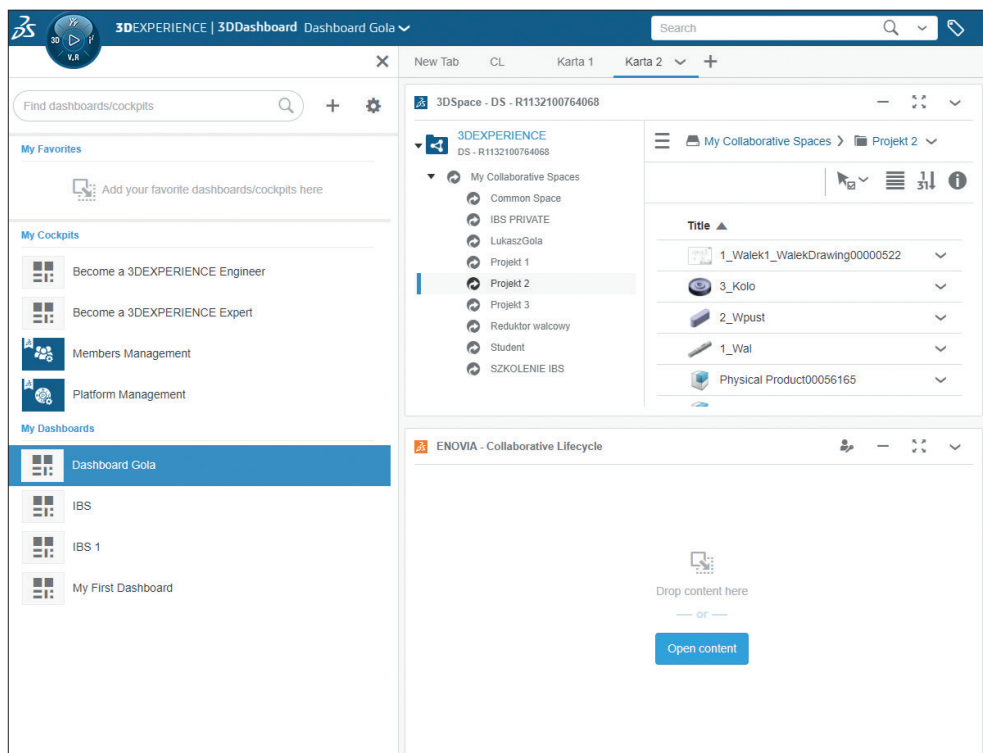 3DEXPERIENCE | 3DDashboard Dashboard Gola
Search
3D
V.R
New Tab CL Karta 1 Karta 2
Find dashboards/cockpits
My Favorites
Add your favorite dashboards/cockpits here
My Cockpits
Become a 3DEXPERIENCE Engineer
Become a 3DEXPERIENCE Expert
Members Management
Platform Management
My Dashboards
Dashboard Gola
IBS
IBS 1
My First Dashboard
3DSpace - DS - R1132100764068
3DEXPERIENCE
DS - R1132100764068
My Collaborative Spaces
Common Space
IBS PRIVATE
LukaszGola
Projekt 1
Projekt 2
Projekt 3
Reduktor walcowy
Student
SZKOLENIE IBS
My Collaborative Spaces Projekt 2
1
31
Title
1_Walek1_WalekDrawing00000522
3_Kolo
2_Wpust
1_Wal
Physical Product00056165
ENOVIA - Collaborative Lifecycle
Drop content here
or
Open content